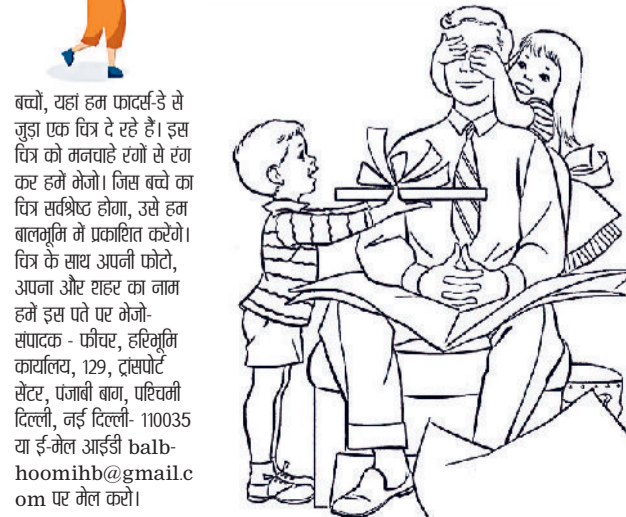 बच्चों, यहां हम फादर्स-डे से
जुड़ा एक चित्र दे रहे हैं। इस
चित्र को मनचाहे रंगों से रंग
कर हमें भेजो। जिस बच्चे का
चित्र सर्वश्रेष्ठ होगा, उसे हम
बालभूमि में प्रकाशित करेंगे।
चित्र के साथ अपनी फोटो,
अपना और शहर का नाम
हमें इस पते पर भेजो-
संपादक - फीचर, हरिभूमि
कार्यालय, 129, ट्रांसपोर्ट
सेंटर, पंजाबी बाग, पश्चिमी
दिल्ली, नई दिल्ली- 110035
या ई-मेल आईडी balb-
hoomihb@gmail.c
om पर मेल करो।